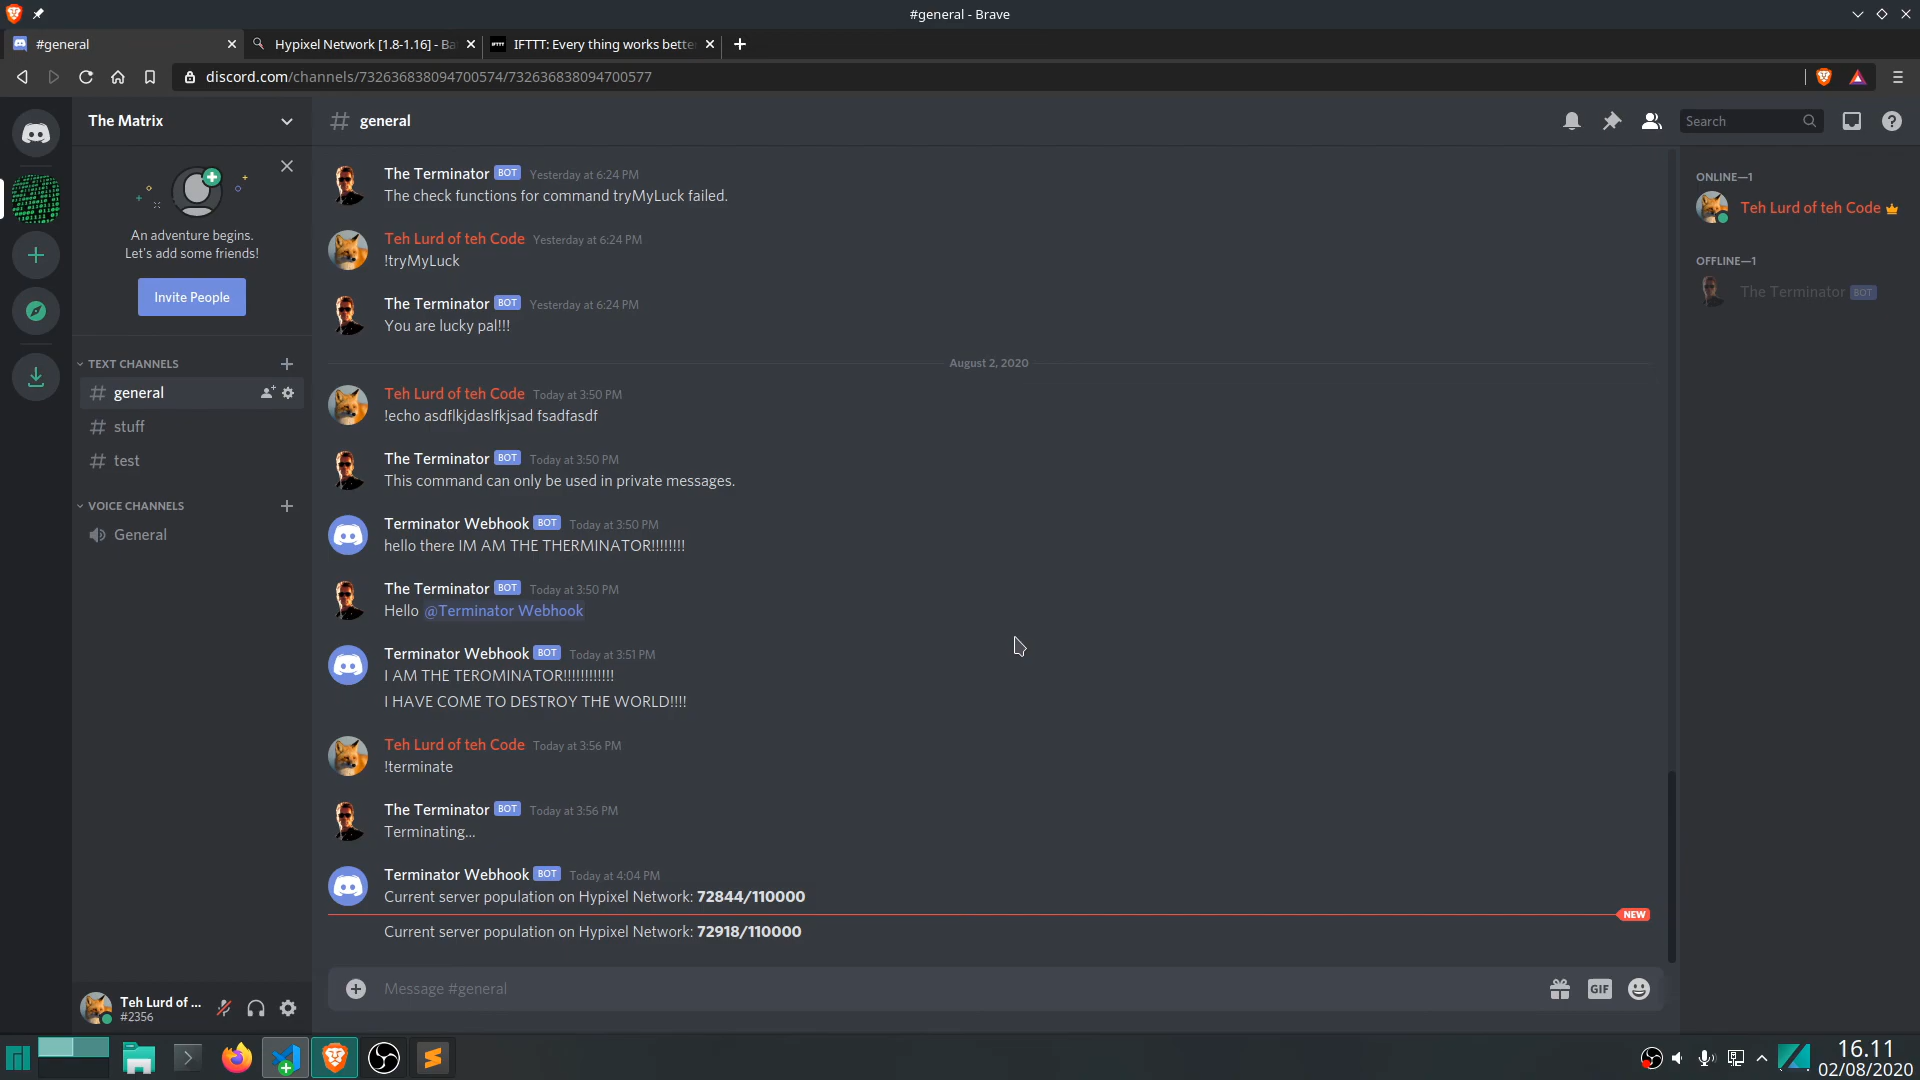 #general - Brave
#general
Hypixel Network [1.8-1.16] - Ba
IFTTT: Every thing works bette
discord.com/channels/732636838094700574/732636838094700577
The Matrix
general
Search
An adventure begins.
Let's add some friends!
Invite People
TEXT CHANNELS
general
stuff
test
VOICE CHANNELS
General
The Terminator BOT Yesterday at 6:24 PM
The check functions for command tryMyLuck failed.
Teh Lurd of teh Code Yesterday at 6:24 PM
!tryMyLuck
The Terminator BOT Yesterday at 6:24 PM
You are lucky pal!!!
August 2, 2020
Teh Lurd of teh Code Today at 3:50 PM
!echo asdflkjdaslfkjsad fsadfasdf
The Terminator BOT Today at 3:50 PM
This command can only be used in private messages.
Terminator Webhook BOT Today at 3:50 PM
hello there IM AM THE THERMINATOR!!!!!!!!
The Terminator BOT Today at 3:50 PM
Hello @Terminator Webhook
Terminator Webhook BOT Today at 3:51 PM
I AM THE TEROMINATOR!!!!!!!!!!!!
I HAVE COME TO DESTROY THE WORLD!!!!
Teh Lurd of teh Code Today at 3:56 PM
!terminate
The Terminator BOT Today at 3:56 PM
Terminating...
Terminator Webhook BOT Today at 4:04 PM
Current server population on Hypixel Network: 72844/110000
NEW
Current server population on Hypixel Network: 72918/110000
Message #general
GIF
ONLINE—1
Teh Lurd of teh Code
OFFLINE—1
The Terminator BOT
Teh Lurd of ...
#2356
16.11
02/08/2020